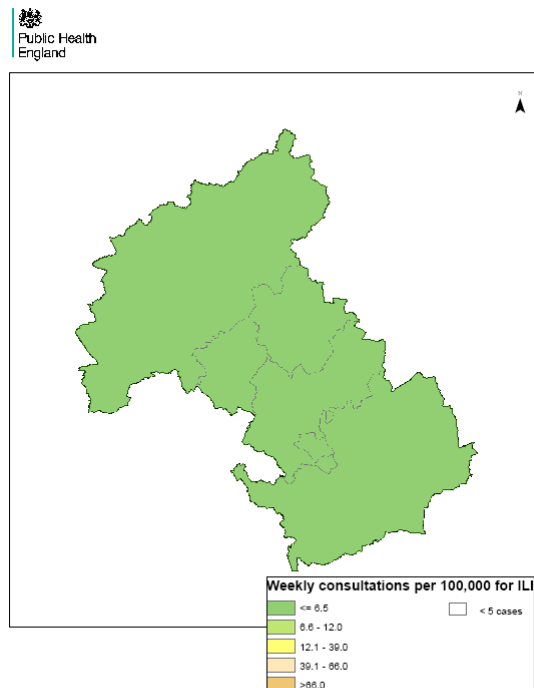 Public Health
England
N
Weekly consultations per 100,000 for ILI
<= 6.5
< 5 cases
6.6 - 12.0
12.1 - 39.0
39.1 - 66.0
>66.0